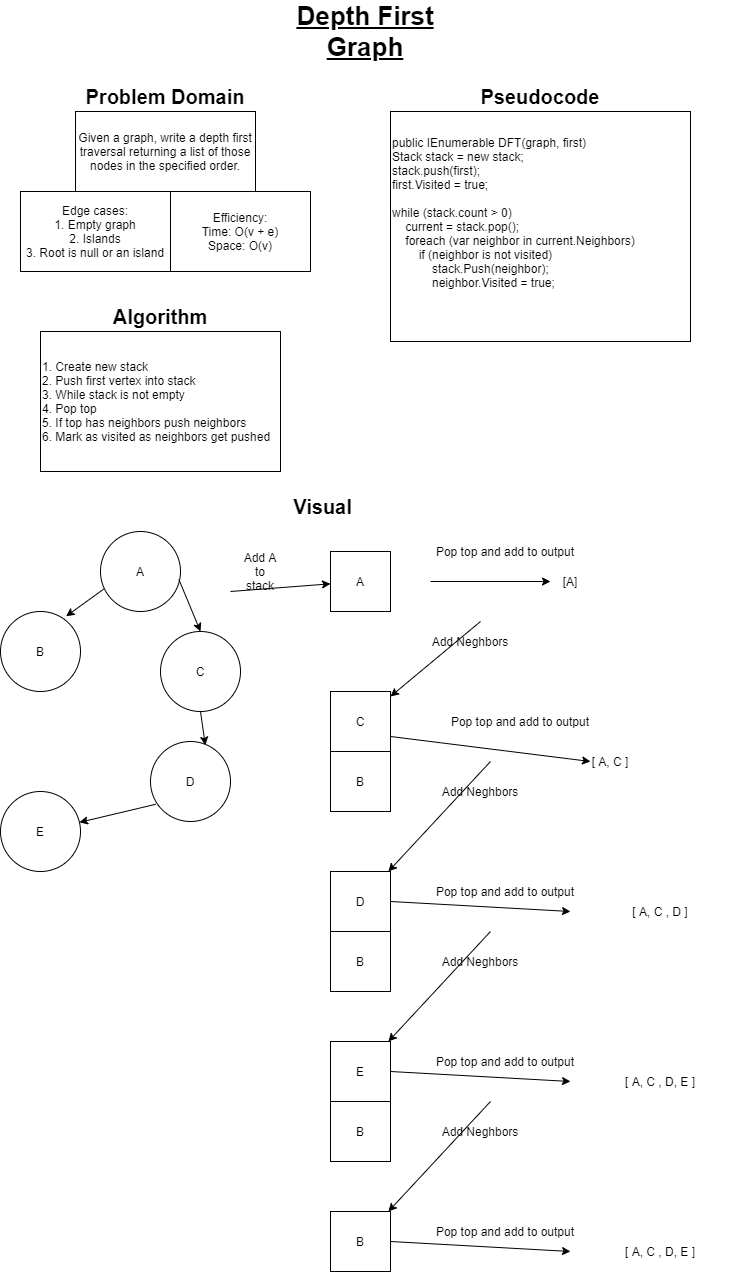 Depth First
Graph
Problem Domain
Given a graph, write a depth first
traversal returning a list of those
nodes in the specified order.
Edge cases:
1. Empty graph
2. Islands
3. Root is null or an island
Efficiency:
Time: O(v + e)
Space: O(v)
Pseudocode
public IEnumerable DFT(graph, first)
Stack stack = new stack;
stack.push(first);
first.Visited = true;
while (stack.count > 0)
current = stack.pop();
foreach (var neighbor in current.Neighbors)
if (neighbor is not visited)
stack.Push(neighbor);
neighbor.Visited = true;
Algorithm
1. Create new stack
2. Push first vertex into stack
3. While stack is not empty
4. Pop top
5. If top has neighbors push neighbors
6. Mark as visited as neighbors get pushed
Visual
A
B
C
D
E
Add A
to
stack
A
Pop top and add to output
[A]
Add Neghbors
C
B
Pop top and add to output
[ A, C ]
Add Neghbors
D
B
Pop top and add to output
[ A, C , D ]
Add Neghbors
E
B
Pop top and add to output
[ A, C , D, E ]
Add Neghbors
B
Pop top and add to output
[ A, C , D, E ]